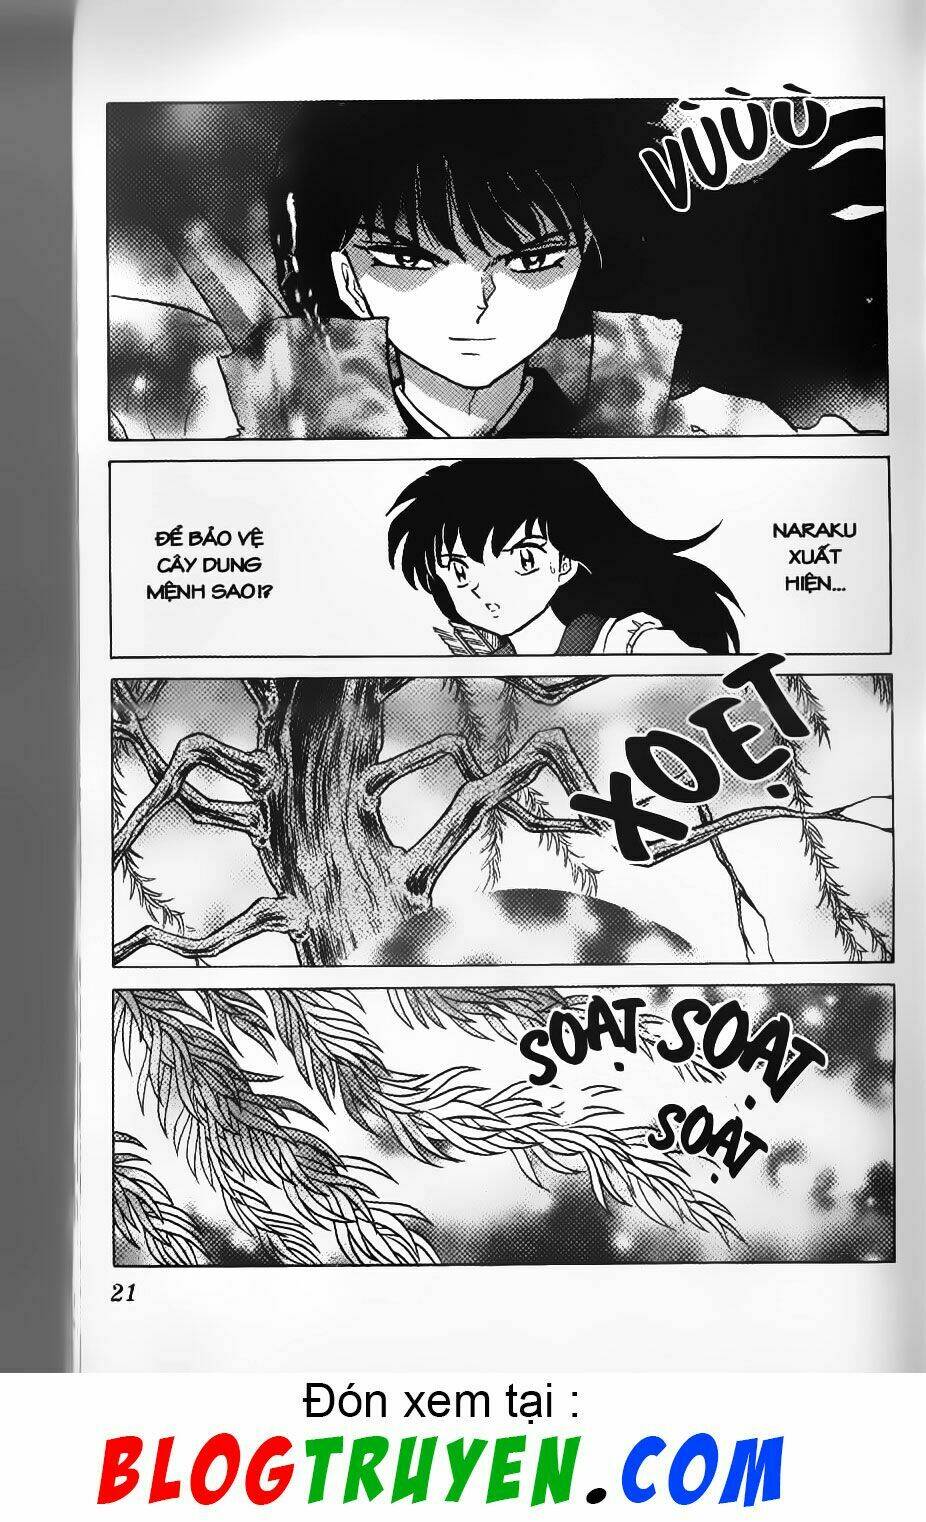 VÙÙÙ
NARAKU
XUẤT
HIỆN...
ĐỂ BẢO VỆ
CÂY DUNG
MỆNH SAO!?
XOẸT
SOẠT SOẠT
SOẠT
21
Đón xem tại :
BLOGTRUYEN.COM